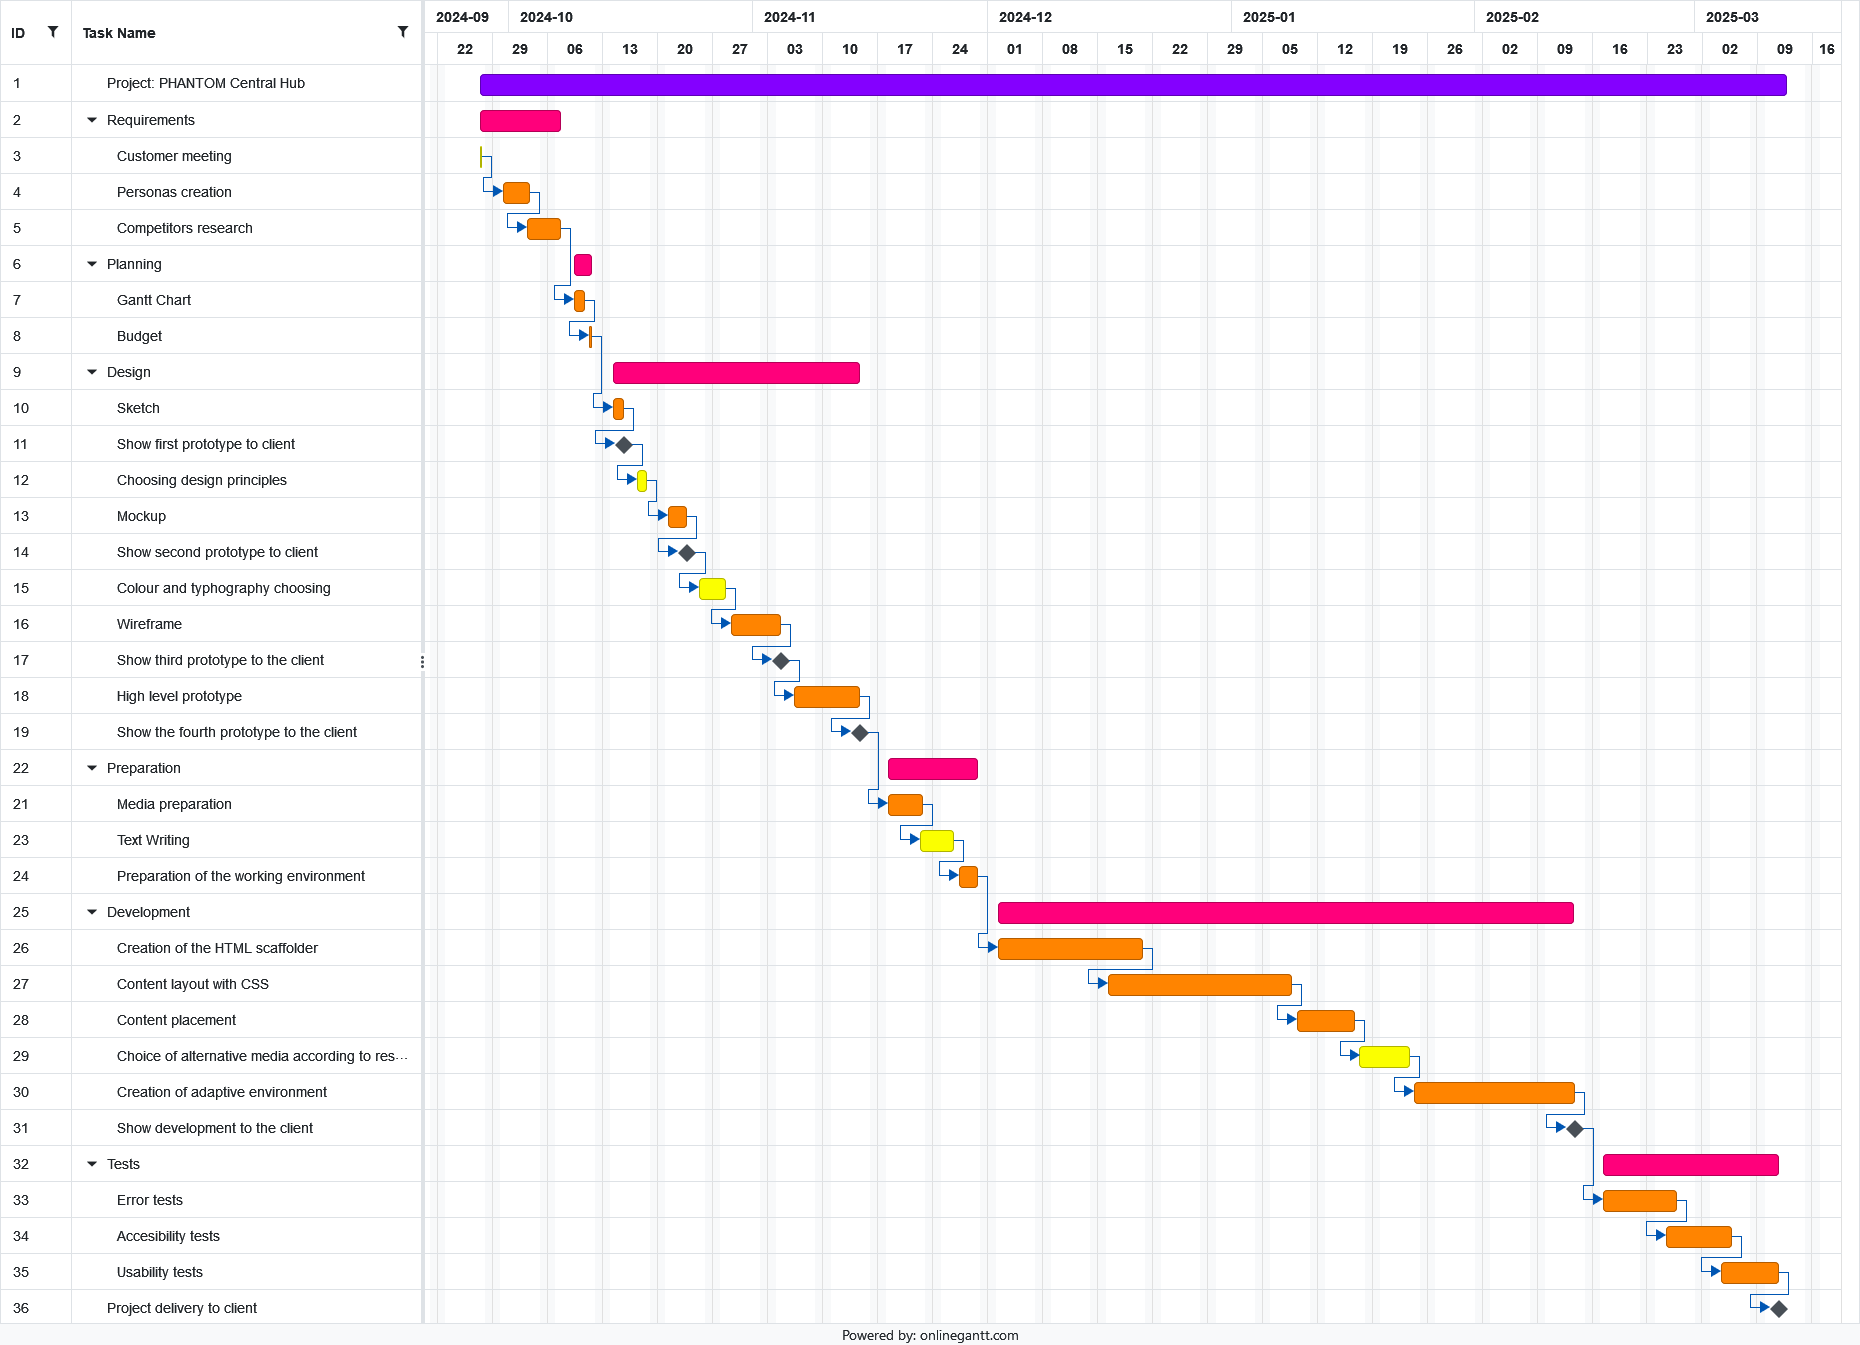 ID Task Name 2024-09 2024-10 2024-11 2024-12 2025-01 2025-02 2025-03
22 29 06 13 20 27 03 10 17 24 01 08 15 22 29 05 12 19 26 02 09 16 23 02 09 16
1 Project: PHANTOM Central Hub
2 Requirements
3 Customer meeting
4 Personas creation
5 Competitors research
6 Planning
7 Gantt Chart
8 Budget
9 Design
10 Sketch
11 Show first prototype to client
12 Choosing design principles
13 Mockup
14 Show second prototype to client
15 Colour and typhography choosing
16 Wireframe
17 Show third prototype to the client
18 High level prototype
19 Show the fourth prototype to the client
22 Preparation
21 Media preparation
23 Text Writing
24 Preparation of the working environment
25 Development
26 Creation of the HTML scaffolder
27 Content layout with CSS
28 Content placement
29 Choice of alternative media according to res...
30 Creation of adaptive environment
31 Show development to the client
32 Tests
33 Error tests
34 Accesibility tests
35 Usability tests
36 Project delivery to client
Powered by: onlinegantt.com